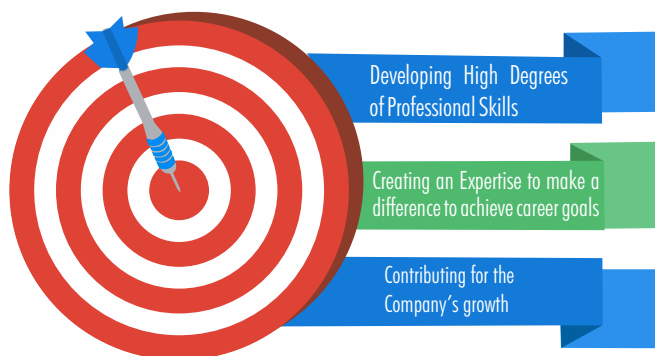 Developing High Degrees
of Professional Skills
Creating an Expertise to make a
difference to achieve career goals
Contributing for the
Company's growth